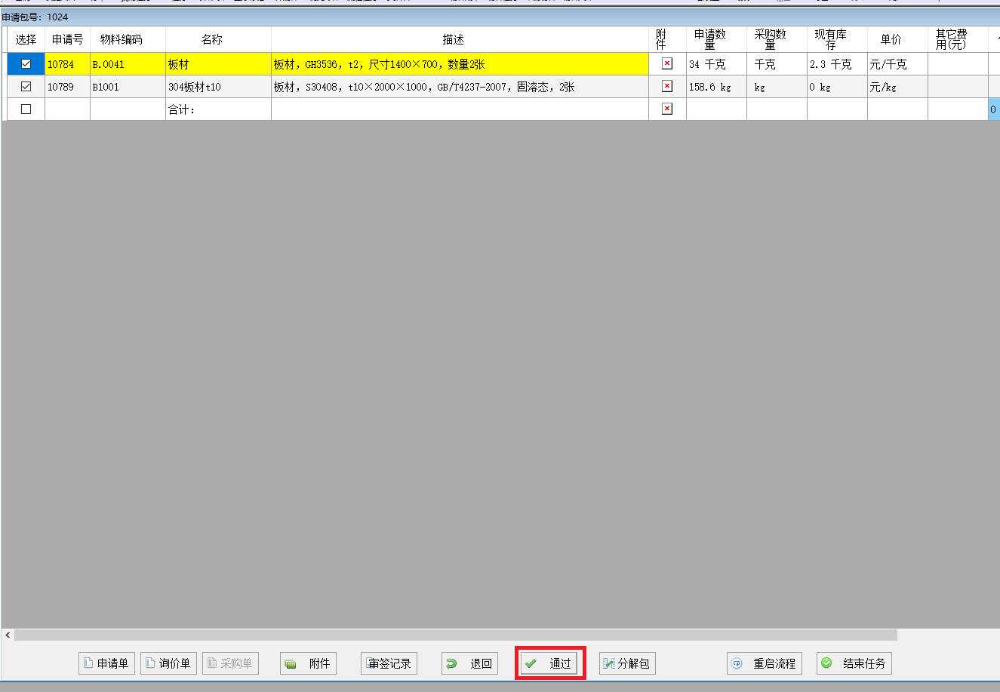 申请包号：1024
选择 申请号 物料编码 名称 描述 附件 申请数量 采购数量 现有库存 单价 其它费用(元)
10784 B.0041 板材 板材，GH3536，t2，尺寸1400×700，数量2张 34 千克 千克 2.3 千克 元/千克
10789 B1001 304板材t10 板材，S30408，t10×2000×1000，GB/T4237-2007，固溶态，2张 158.6 kg kg 0 kg 元/kg
合计： 0
申请单 询价单 采购单 附件 审签记录 退回 通过 分解包 重启流程 结束任务